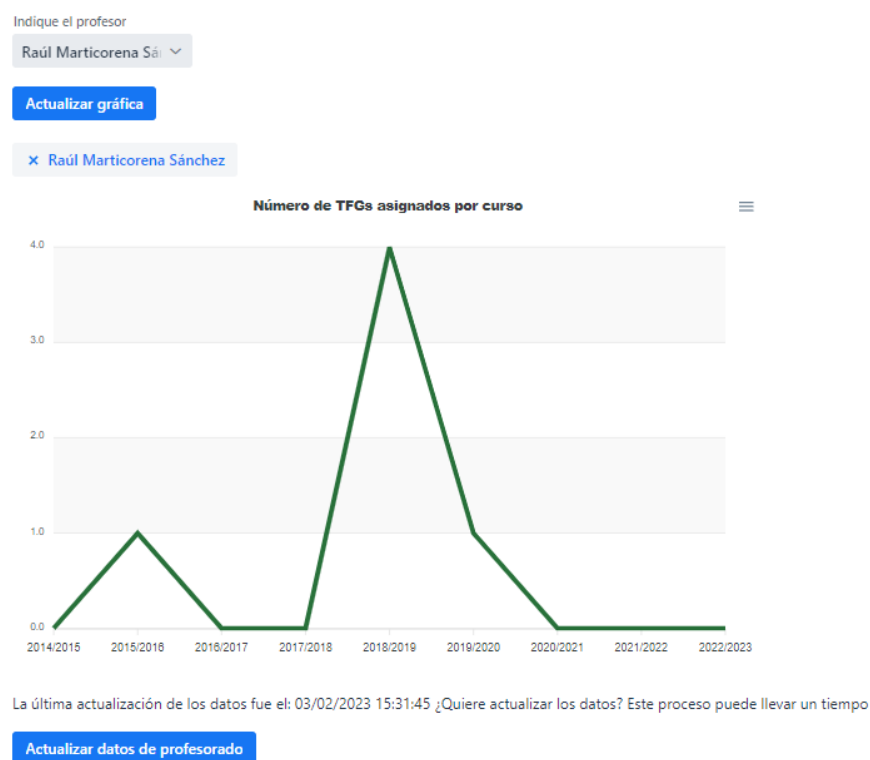 Indique el profesor
Raúl Marticorena Sá
Actualizar gráfica
× Raúl Marticorena Sánchez
Número de TFGs asignados por curso
4.0
3.0
2.0
1.0
0.0
2014/2015 2015/2016 2016/2017 2017/2018 2018/2019 2019/2020 2020/2021 2021/2022 2022/2023
La última actualización de los datos fue el: 03/02/2023 15:31:45 ¿Quiere actualizar los datos? Este proceso puede llevar un tiempo
Actualizar datos de profesorado